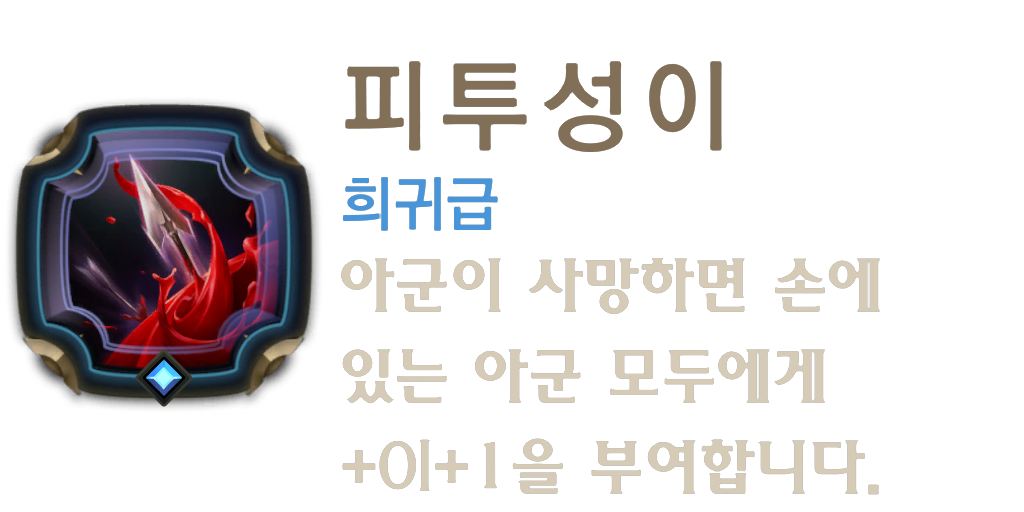 피투성이
희귀급
아군이 사망하면 손에
있는 아군 모두에게
+0|+1을 부여합니다.